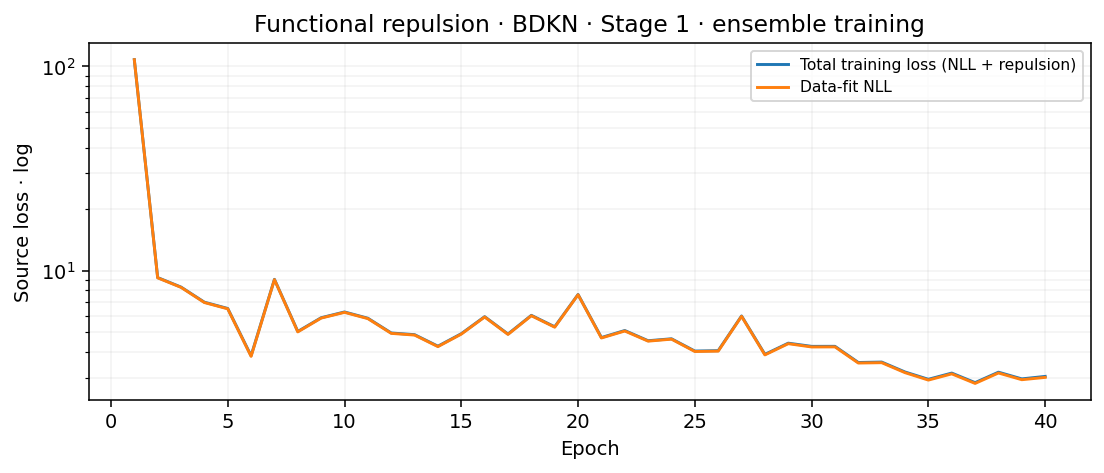 Functional repulsion · BDKN · Stage 1 · ensemble training
Total training loss (NLL + repulsion)
Data-fit NLL
10²
10¹
Source loss · log
0 5 10 15 20 25 30 35 40
Epoch